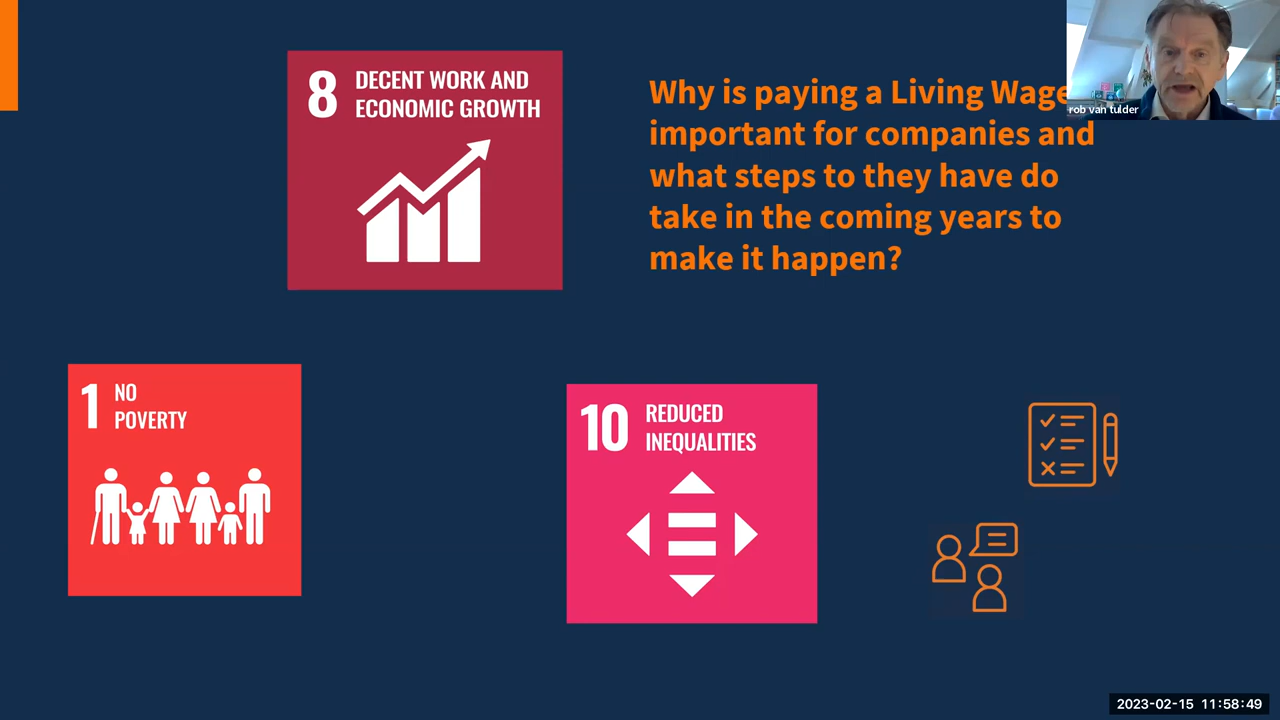 8
DECENT WORK AND
ECONOMIC GROWTH
Why is paying a Living Wage
important for companies and
what steps to they have do
take in the coming years to
make it happen?
rob van tulder
1
NO
POVERTY
10
REDUCED
INEQUALITIES
2023-02-15 11:58:49